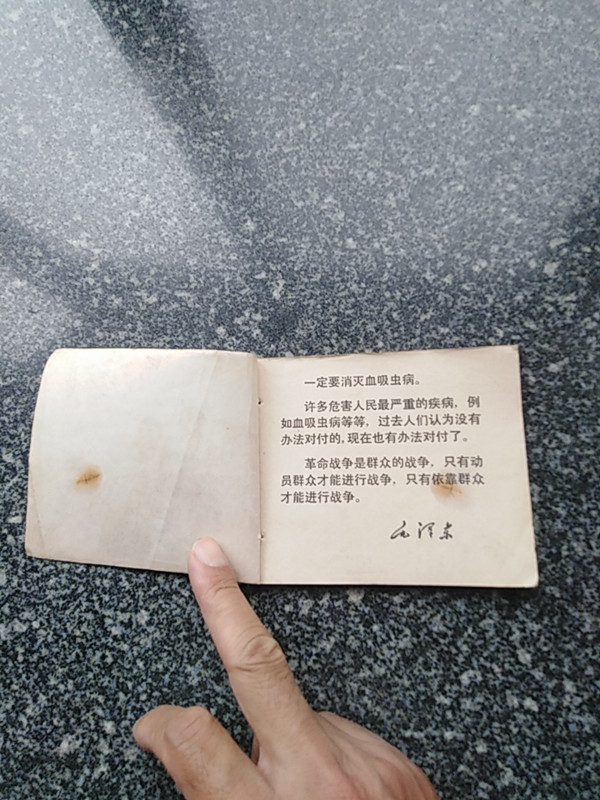 一定要消灭血吸虫病。
许多危害人民最严重的疾病，例
如血吸虫病等等，过去人们认为没有
办法对付的，现在也有办法对付了。
革命战争是群众的战争，只有动
员群众才能进行战争，只有依靠群众
才能进行战争。
毛泽东